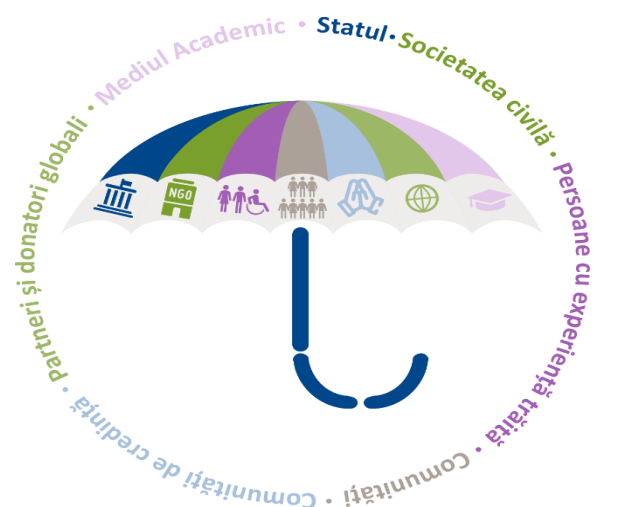 Statul • Societatea civilă • Persoane cu experiență trăită • Comunități • Comunități de credință • Parteneri și donatori globali • Mediul Academic •
NGO